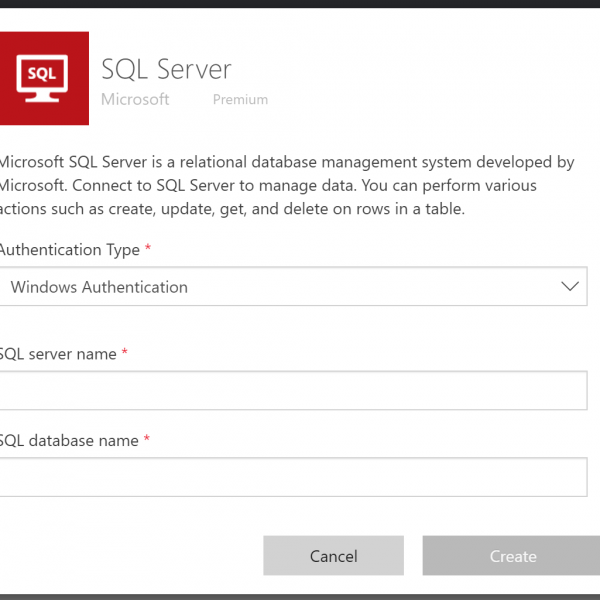 SQL
SQL Server
Microsoft Premium
Microsoft SQL Server is a relational database management system developed by
Microsoft. Connect to SQL Server to manage data. You can perform various
actions such as create, update, get, and delete on rows in a table.
Authentication Type *
Windows Authentication
SQL server name *
SQL database name *
Cancel Create